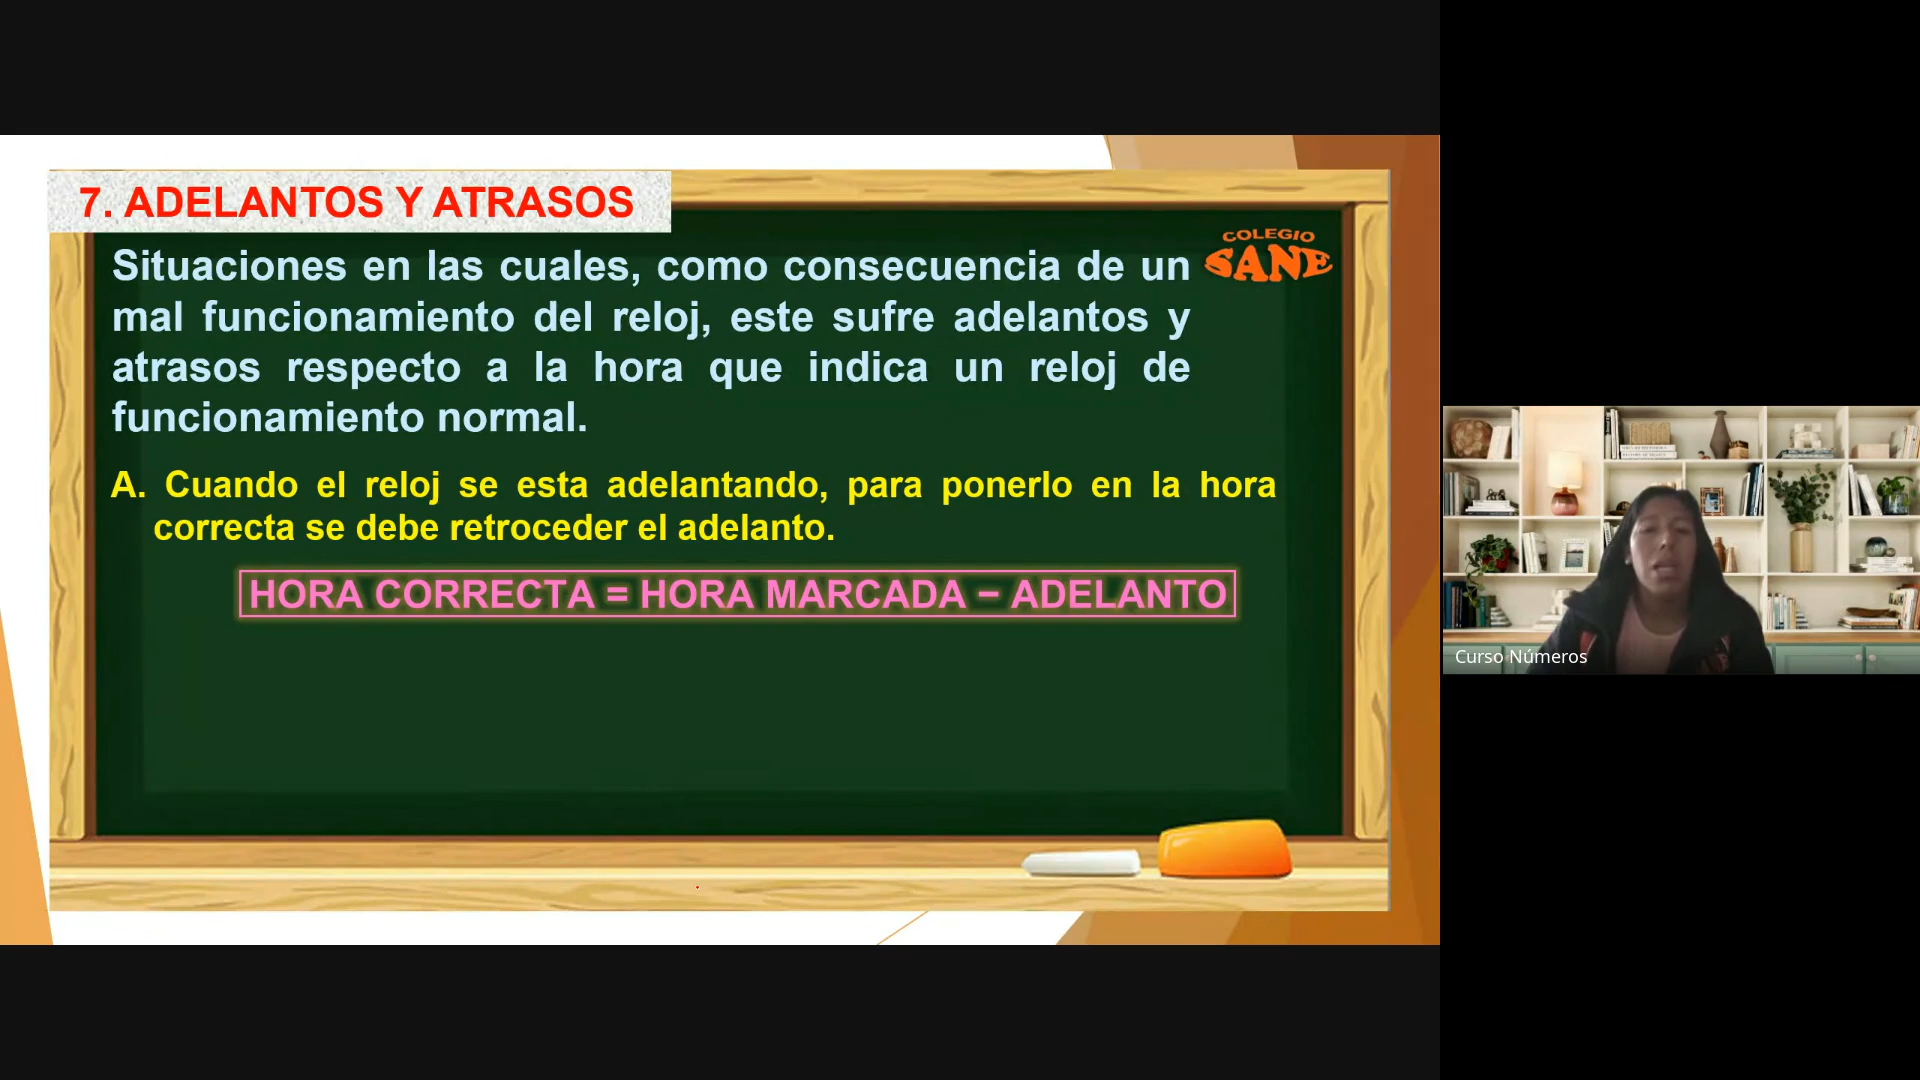 7. ADELANTOS Y ATRASOS
COLEGIO
SANE
Situaciones en las cuales, como consecuencia de un
mal funcionamiento del reloj, este sufre adelantos y
atrasos respecto a la hora que indica un reloj de
funcionamiento normal.
A. Cuando el reloj se esta adelantando, para ponerlo en la hora
correcta se debe retroceder el adelanto.
HORA CORRECTA = HORA MARCADA − ADELANTO
Curso Números